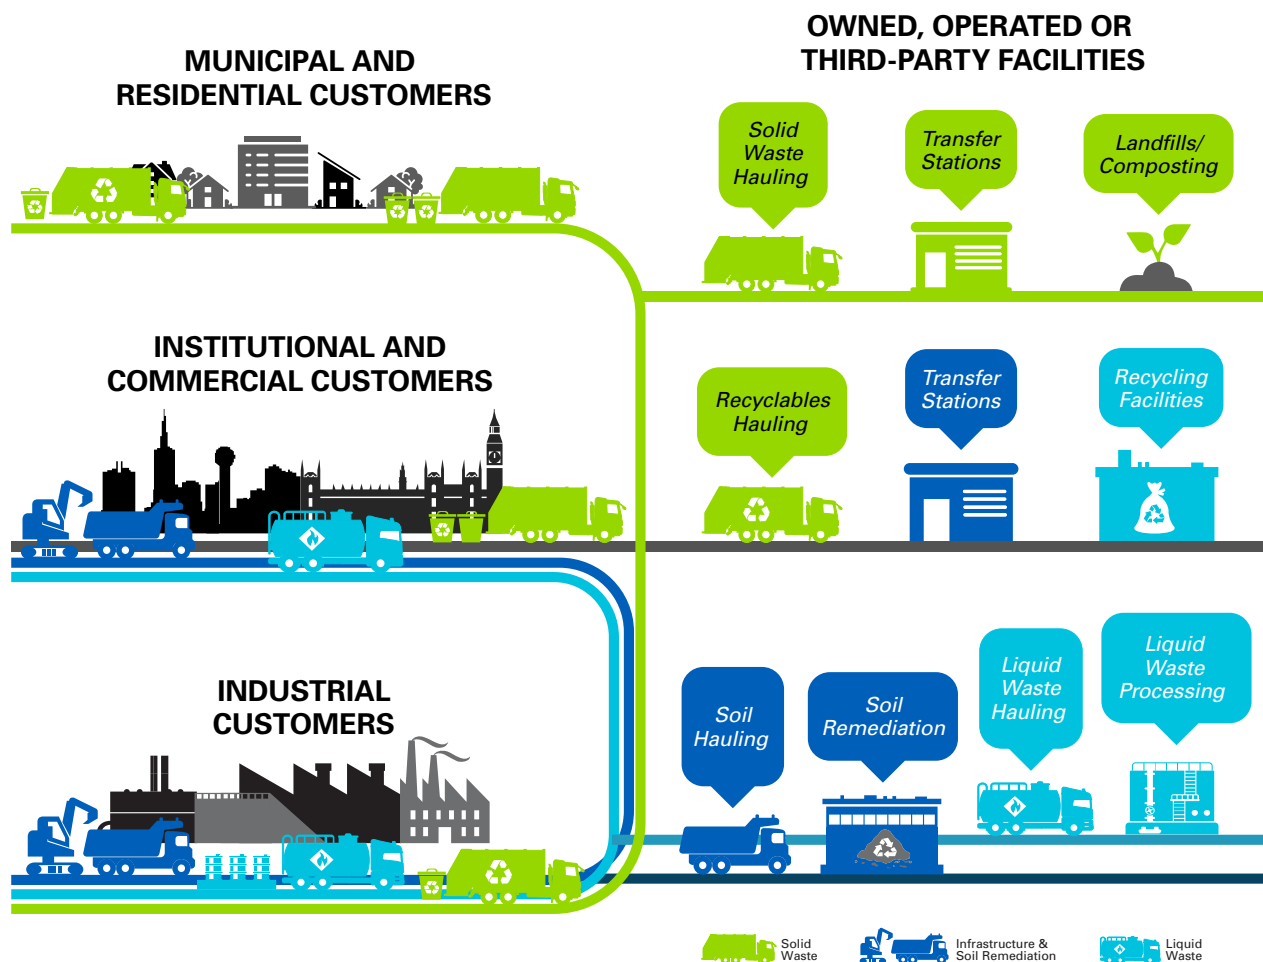 MUNICIPAL AND
RESIDENTIAL CUSTOMERS
OWNED, OPERATED OR
THIRD-PARTY FACILITIES
Solid
Waste
Hauling
Transfer
Stations
Landfills/
Composting
INSTITUTIONAL AND
COMMERCIAL CUSTOMERS
Recyclables
Hauling
Transfer
Stations
Recycling
Facilities
INDUSTRIAL
CUSTOMERS
Soil
Hauling
Soil
Remediation
Liquid
Waste
Hauling
Liquid
Waste
Processing
Solid
Waste
Infrastructure &
Soil Remediation
Liquid
Waste